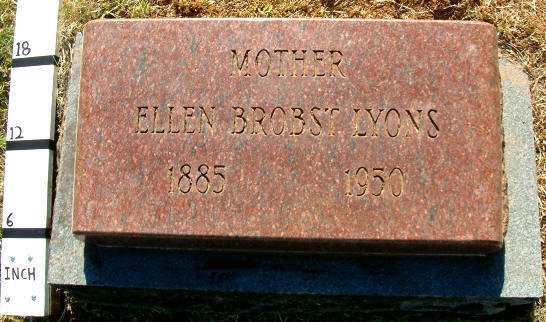 MOTHER
ELLEN BROBST LYONS
1885 1950
18
12
6
INCH